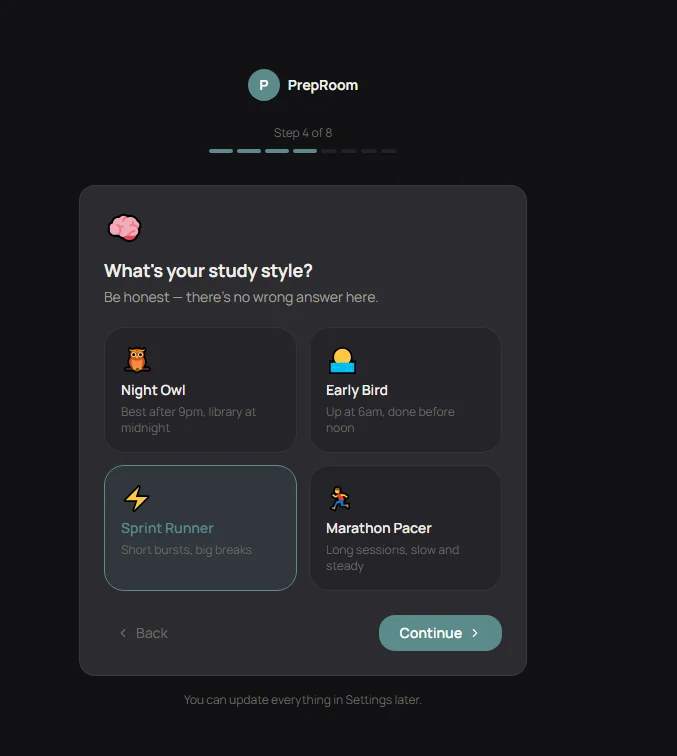 P PrepRoom
Step 4 of 8
What's your study style?
Be honest — there's no wrong answer here.
Night Owl
Best after 9pm, library at
midnight
Early Bird
Up at 6am, done before
noon
Sprint Runner
Short bursts, big breaks
Marathon Pacer
Long sessions, slow and
steady
Back
Continue
You can update everything in Settings later.